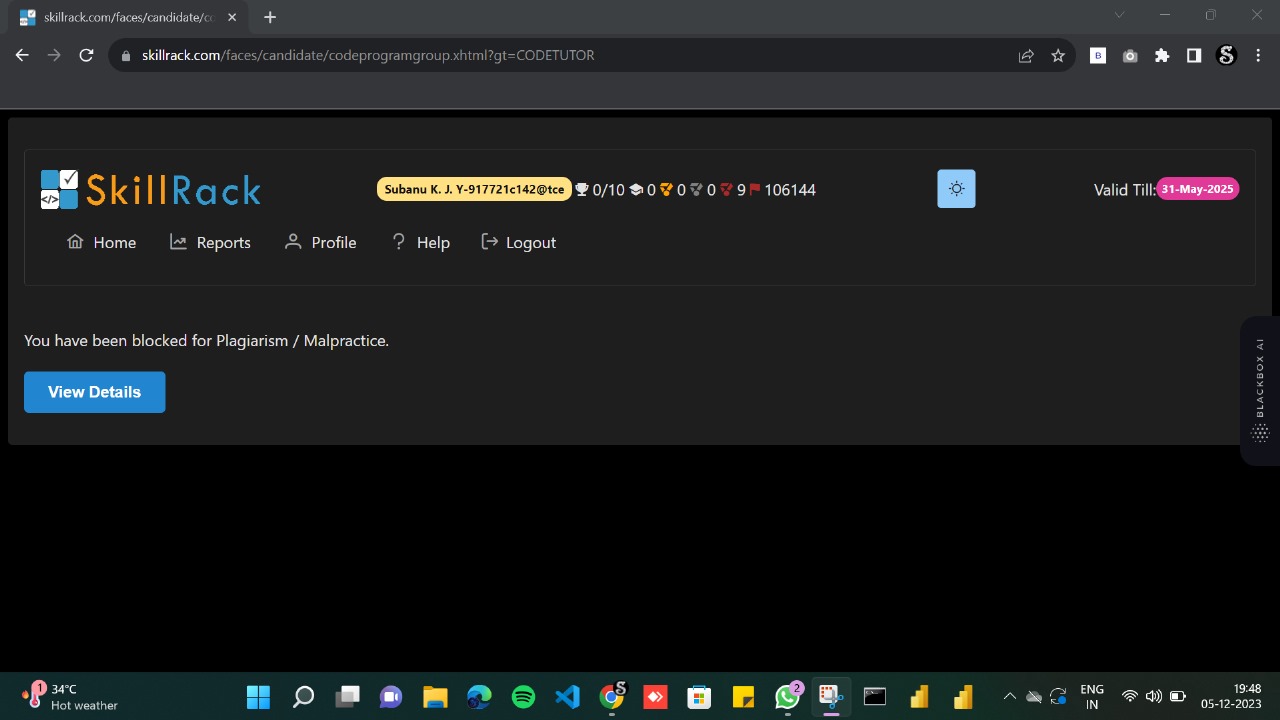 skillrack.com/faces/candidate/co
skillrack.com/faces/candidate/codeprogramgroup.xhtml?gt=CODETUTOR
B
S
</> SkillRack
Subanu K. J. Y-917721c142@tce 0/10 0 0 0 9 106144
Valid Till: 31-May-2025
Home Reports Profile Help Logout
You have been blocked for Plagiarism / Malpractice.
View Details
BLACKBOX AI
1
34°C
Hot weather
S
2
ENG
IN
19:48
05-12-2023